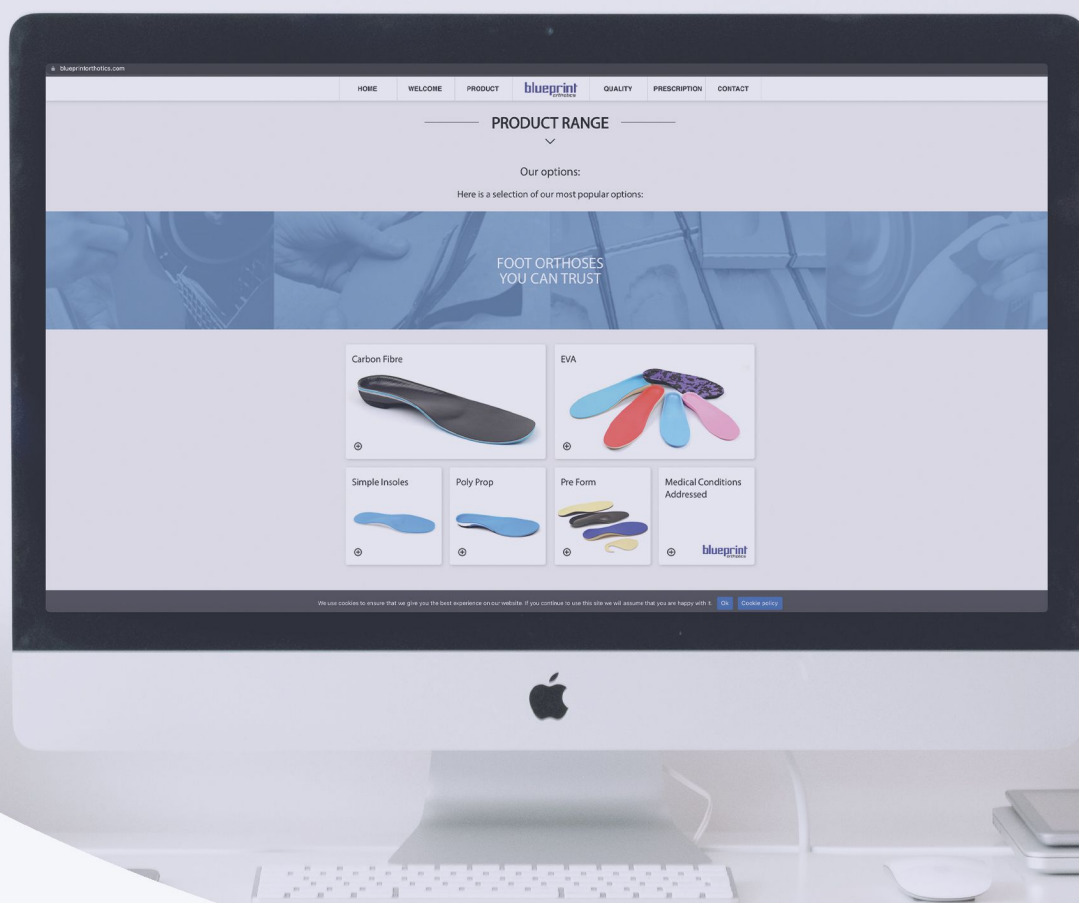 blueprintorthotics.com
HOME WELCOME PRODUCT blueprint orthotics QUALITY PRESCRIPTION CONTACT
PRODUCT RANGE
Our options:
Here is a selection of our most popular options:
FOOT ORTHOSES
YOU CAN TRUST
Carbon Fibre
EVA
Simple Insoles
Poly Prop
Pre Form
Medical Conditions
Addressed
blueprint
orthotics
We use cookies to ensure that we give you the best experience on our website. If you continue to use this site we will assume that you are happy with it. Ok Cookie policy